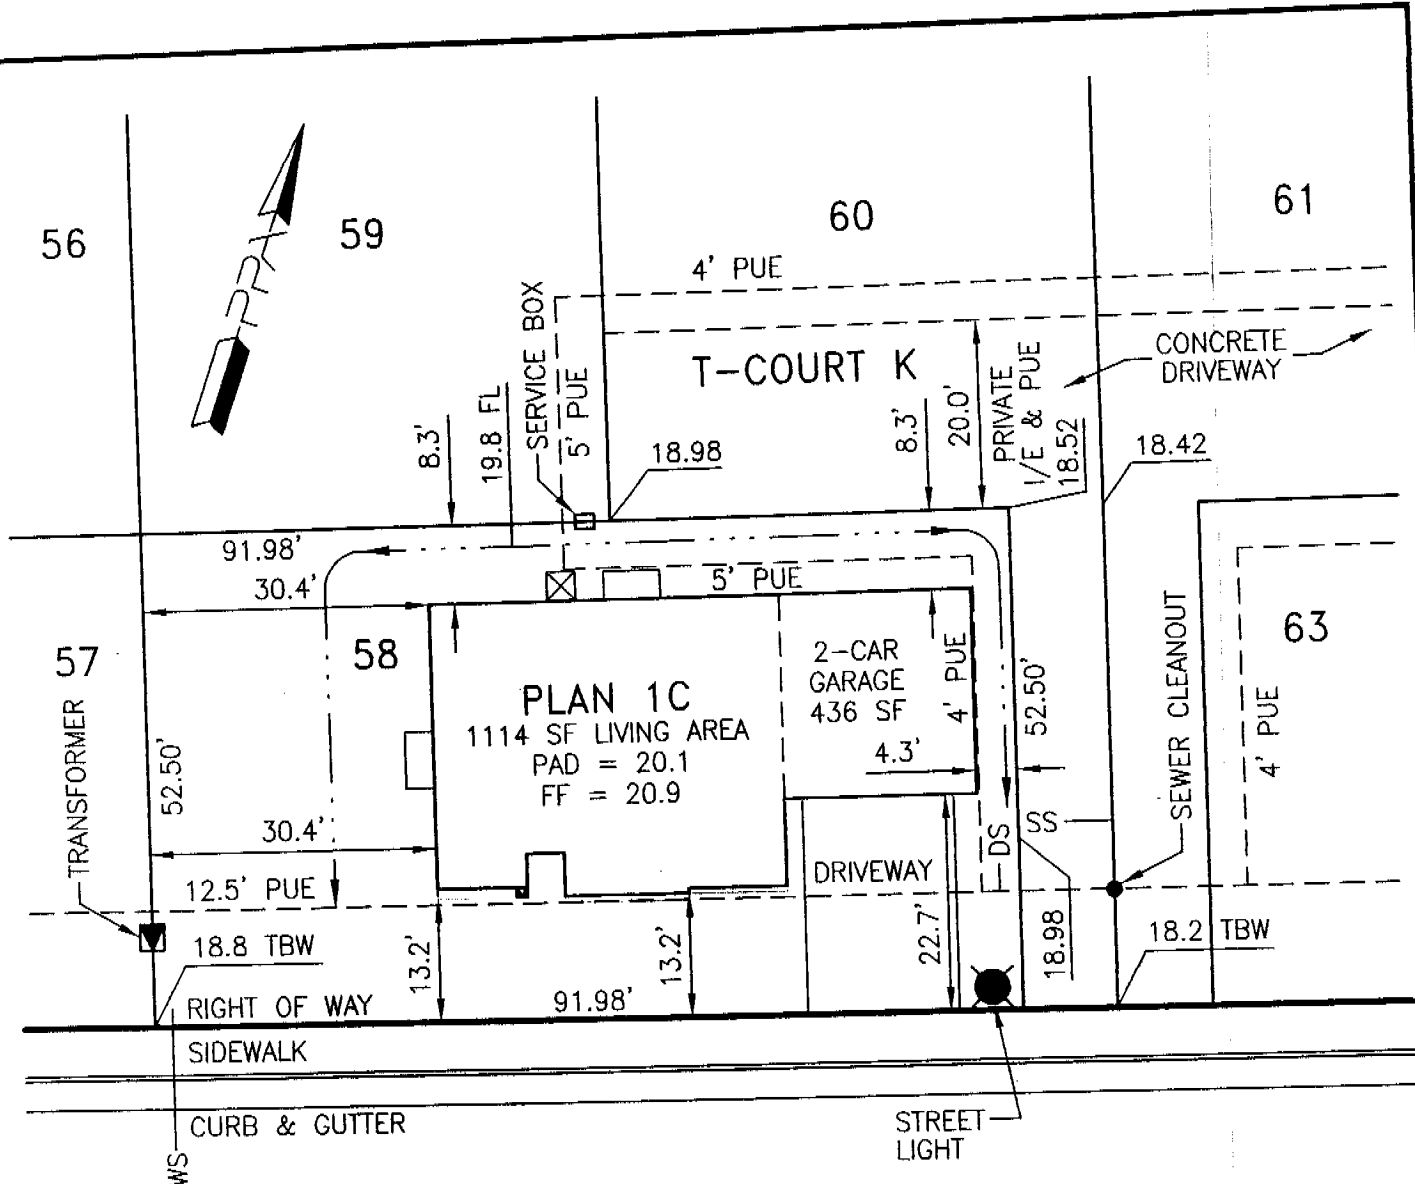 56
59
60
61
PPAX
4' PUE
SERVICE BOX
5' PUE
T-COURT K
PRIVATE
I/E & PUE
CONCRETE
DRIVEWAY
8.3'
19.8 FL
18.98
8.3'
20.0'
18.52
18.42
91.98'
30.4'
5' PUE
57
58
63
PLAN 1C
1114 SF LIVING AREA
PAD = 20.1
FF = 20.9
2-CAR
GARAGE
436 SF
4' PUE
4.3'
52.50'
SEWER CLEANOUT
4' PUE
TRANSFORMER
52.50'
30.4'
12.5' PUE
DRIVEWAY
DS
SS
18.8 TBW
13.2'
13.2'
22.7'
18.98
18.2 TBW
RIGHT OF WAY
91.98'
SIDEWALK
CURB & GUTTER
WS
STREET
LIGHT